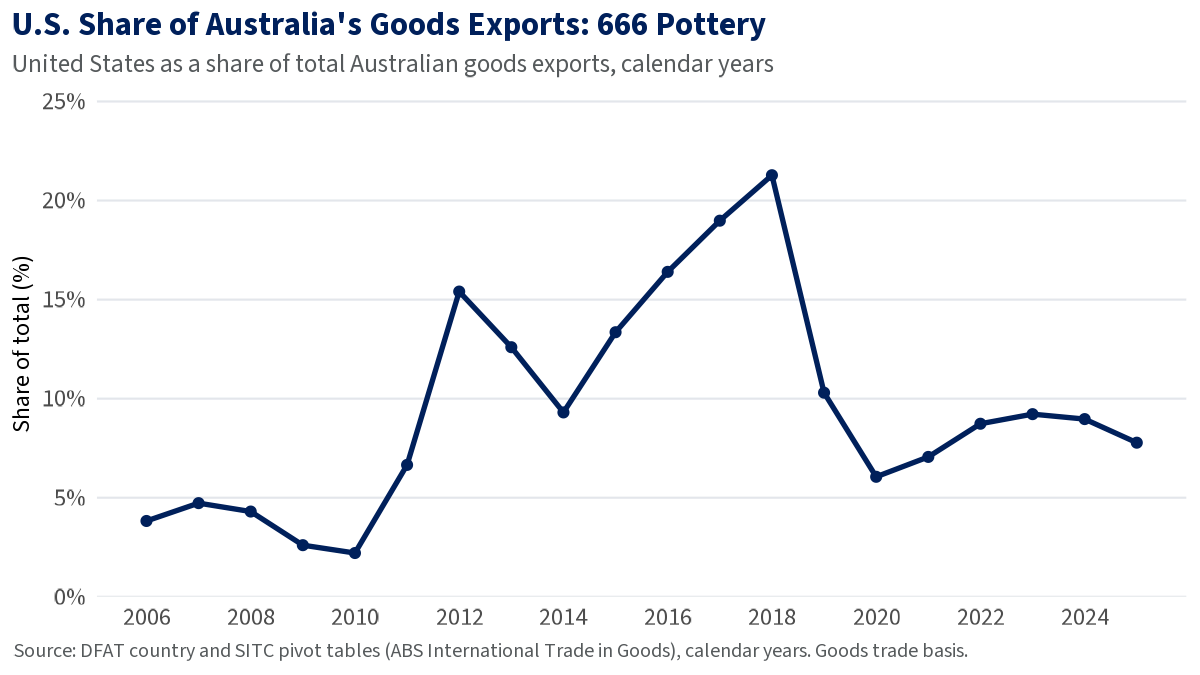 U.S. Share of Australia's Goods Exports: 666 Pottery
United States as a share of total Australian goods exports, calendar years
25%
20%
15%
10%
5%
0%
Share of total (%)
2006 2008 2010 2012 2014 2016 2018 2020 2022 2024
Source: DFAT country and SITC pivot tables (ABS International Trade in Goods), calendar years. Goods trade basis.